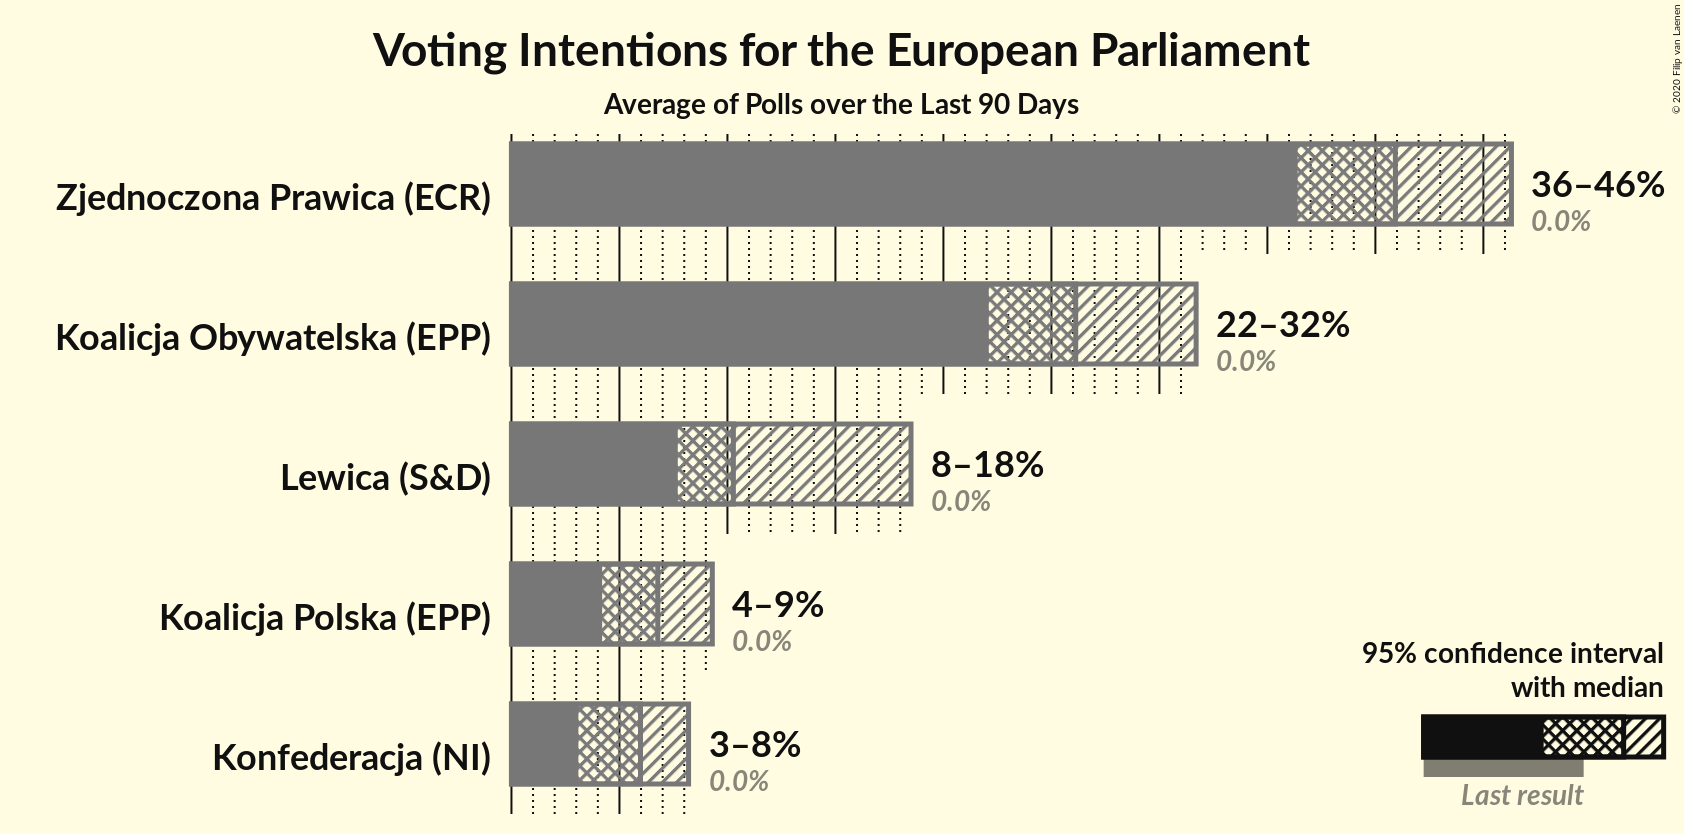 Voting Intentions for the European Parliament
Average of Polls over the Last 90 Days
© 2020 Filip van Laenen
Zjednoczona Prawica (ECR)
36–46%
0.0%
Koalicja Obywatelska (EPP)
22–32%
0.0%
Lewica (S&D)
8–18%
0.0%
Koalicja Polska (EPP)
4–9%
0.0%
Konfederacja (NI)
3–8%
0.0%
95% confidence interval
with median
Last result